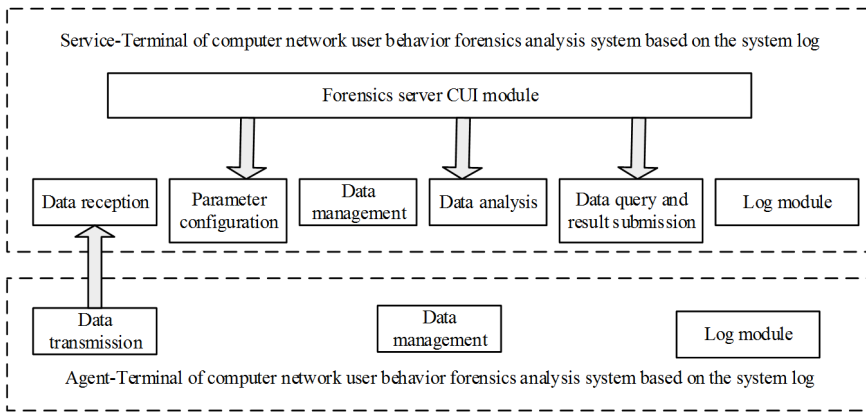 Service-Terminal of computer network user behavior forensics analysis system based on the system log
Forensics server CUI module
Data reception
Parameter
configuration
Data
management
Data analysis
Data query and
result submission
Log module
Data
transmission
Data
management
Log module
Agent-Terminal of computer network user behavior forensics analysis system based on the system log